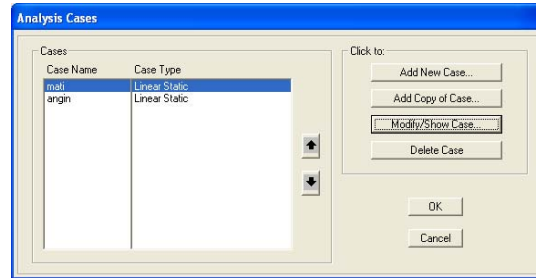 Analysis Cases
Cases
Case Name Case Type
mati Linear Static
angin Linear Static
Click to:
Add New Case...
Add Copy of Case...
Modify/Show Case...
Delete Case
OK
Cancel